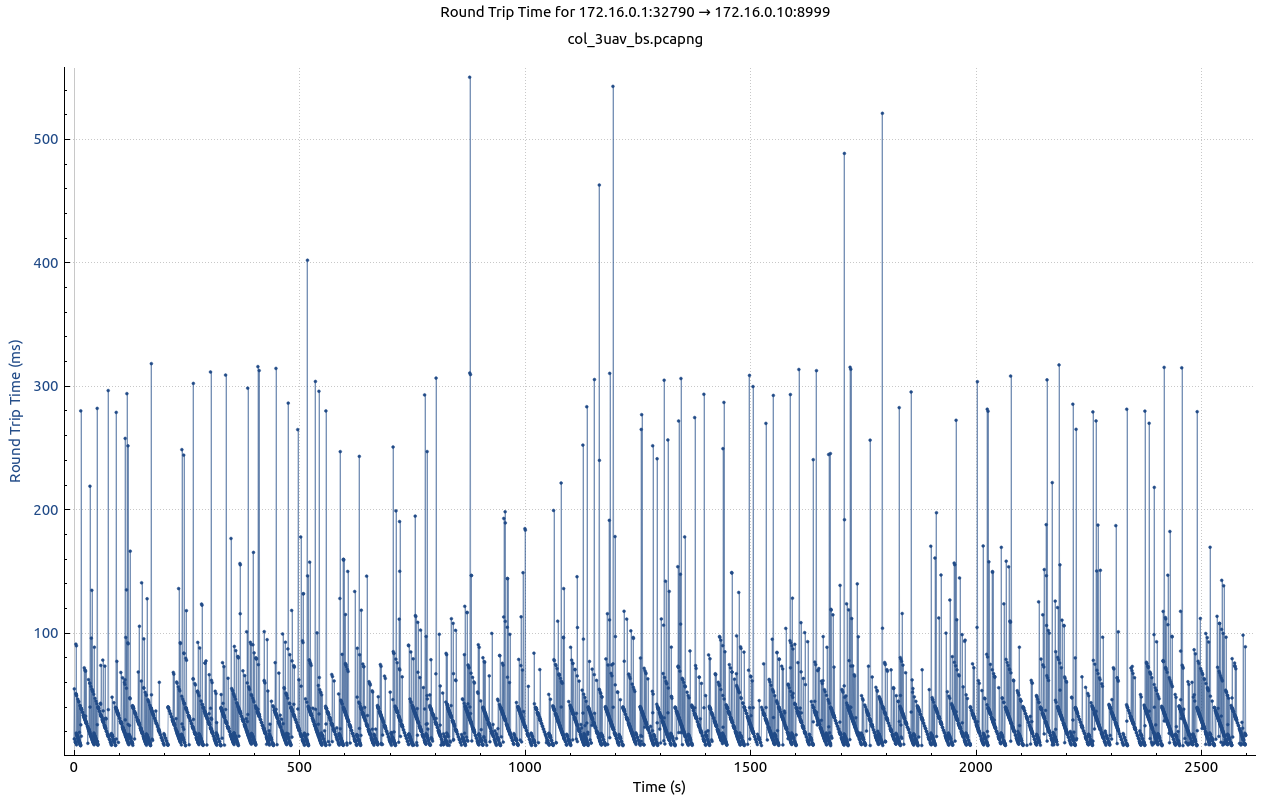 Round Trip Time for 172.16.0.1:32790 → 172.16.0.10:8999
col_3uav_bs.pcapng
Round Trip Time (ms)
500
400
300
200
100
0
500
1000
1500
2000
2500
Time (s)